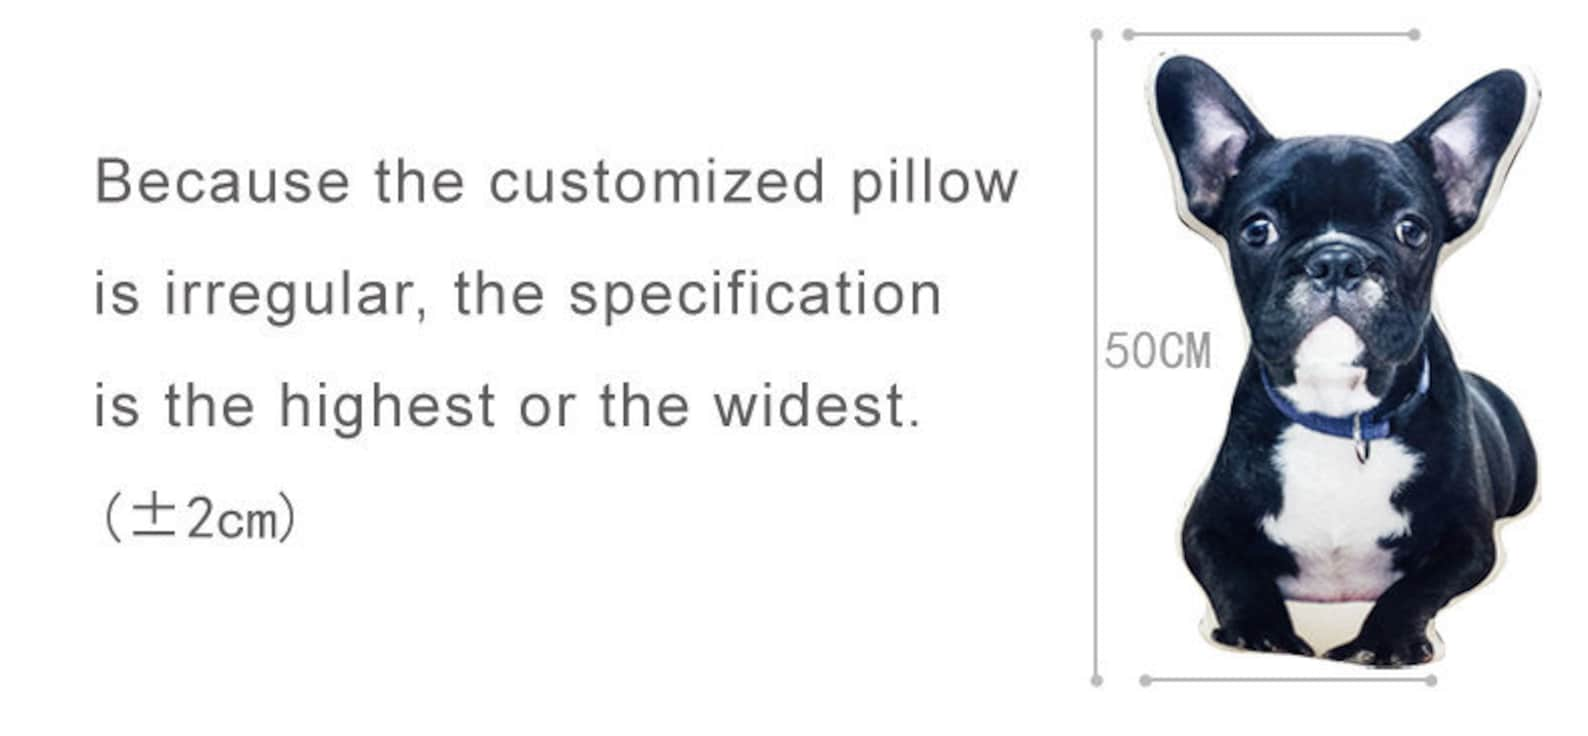 Because the customized pillow
is irregular, the specification
is the highest or the widest.
(±2cm)
50CM